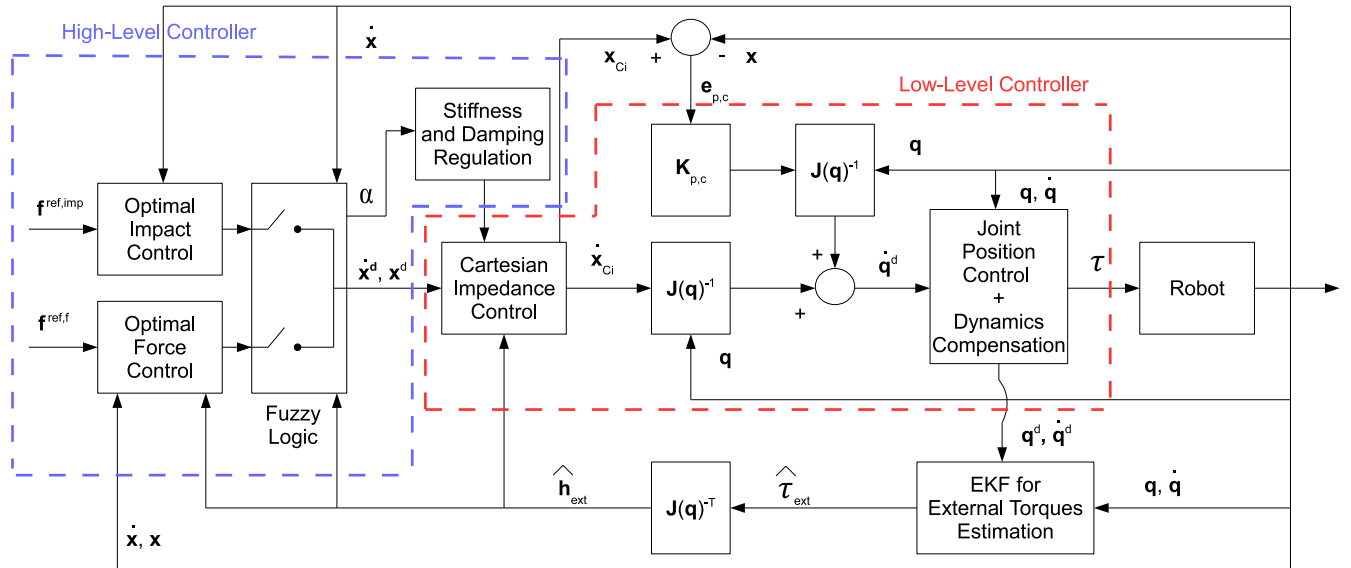 High-Level Controller
ẋ
x_Ci
+
-
x
e_p,c
Low-Level Controller
Stiffness
and Damping
Regulation
K_p,c
J(q)^-1
q
q, q̇
f^ref,imp
Optimal
Impact
Control
α
ẋ^d, x^d
Cartesian
Impedance
Control
ẋ_Ci
J(q)^-1
+
+
q̇^d
Joint
Position
Control
+
Dynamics
Compensation
τ
Robot
f^ref,f
Optimal
Force
Control
Fuzzy
Logic
q
q^d, q̇^d
ĥ_ext
J(q)^-T
τ̂_ext
EKF for
External Torques
Estimation
q, q̇
ẋ, x